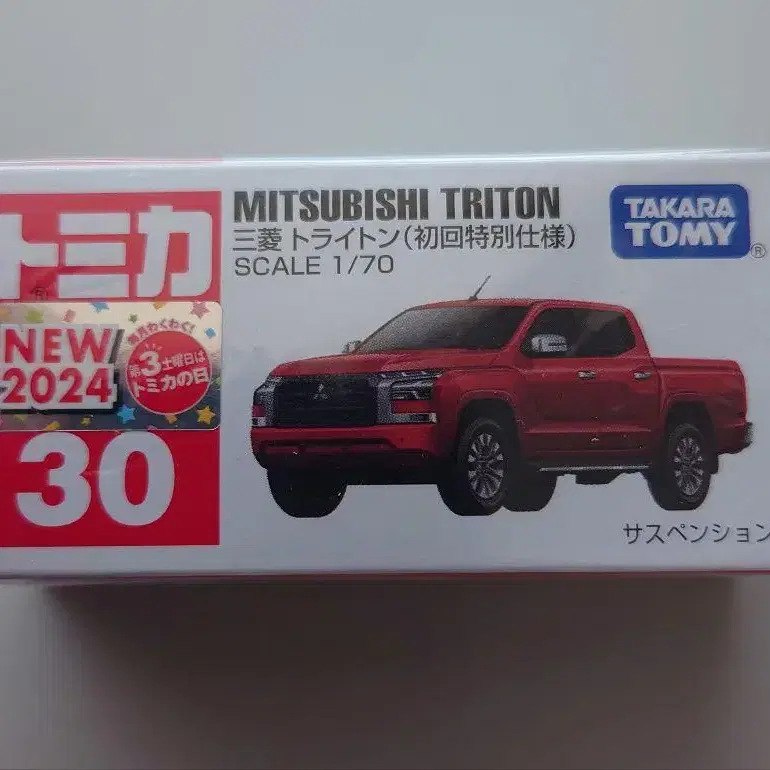 トミカ
®
NEW
2024
毎月わくわく!
第3土曜日は
トミカの日
30
MITSUBISHI TRITON
三菱 トライトン(初回特別仕様)
SCALE 1/70
TAKARA
TOMY
®
サスペンション